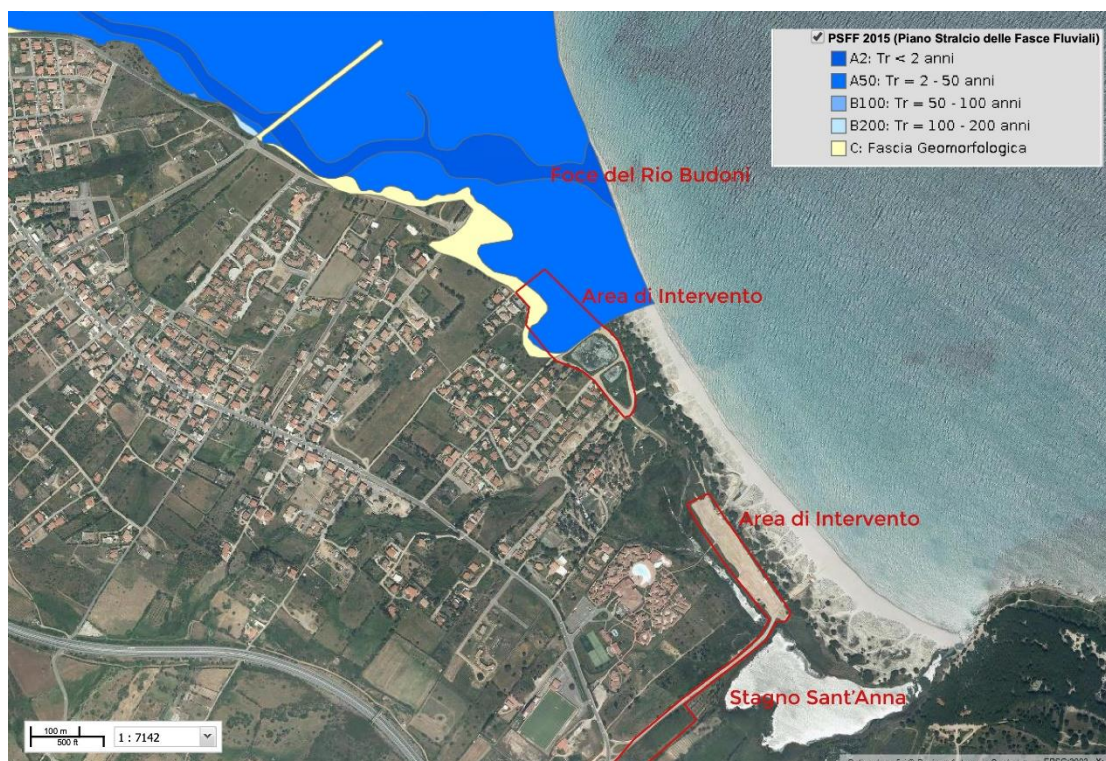 PSFF 2015 (Piano Stralcio delle Fasce Fluviali)
A2: Tr < 2 anni
A50: Tr = 2 - 50 anni
B100: Tr = 50 - 100 anni
B200: Tr = 100 - 200 anni
C: Fascia Geomorfologica
Foce del Rio Budoni
Area di Intervento
Area di Intervento
Stagno Sant'Anna
100 m
500 ft
1 : 7142